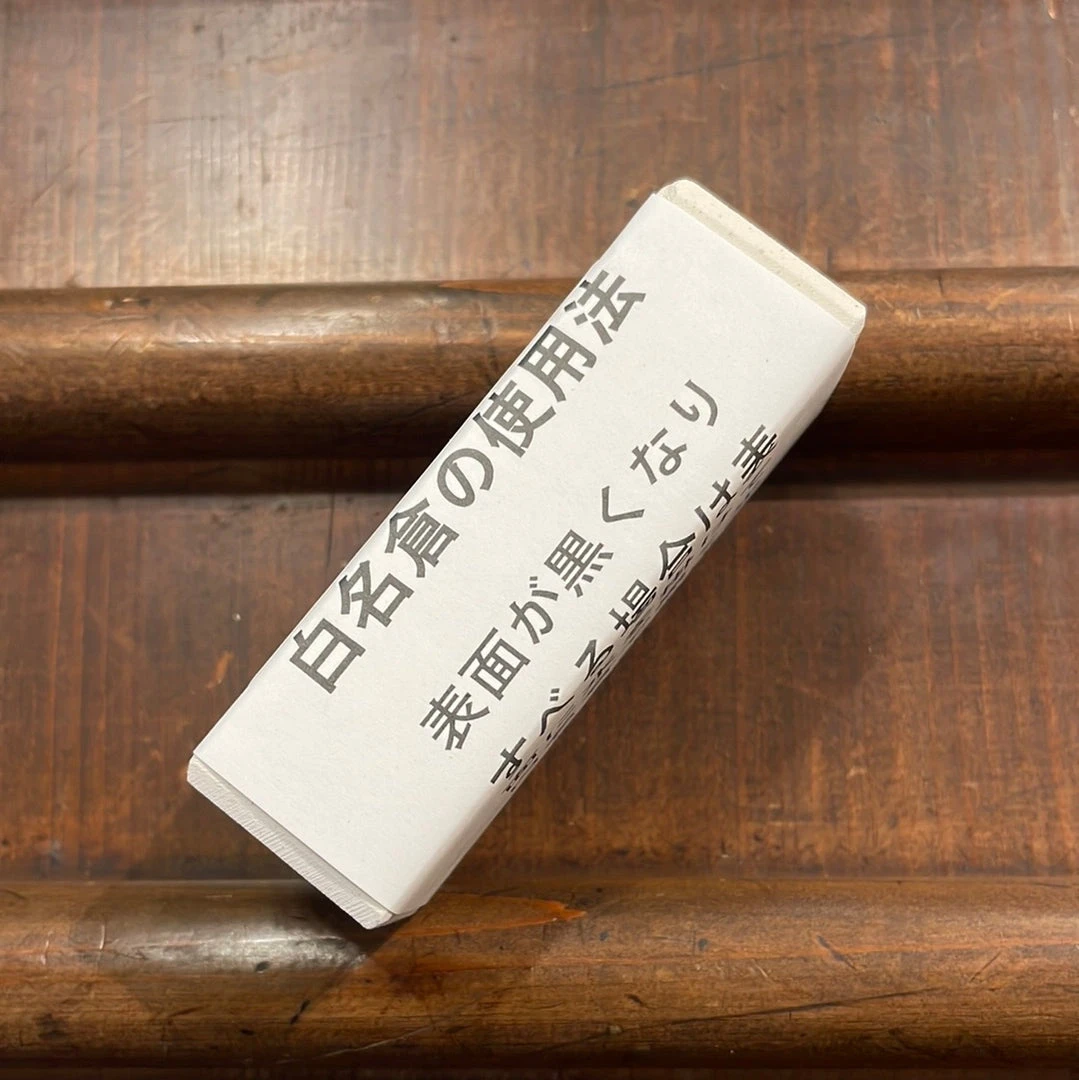 白名倉の使用法
表面が黒くなり
すべる場合は表